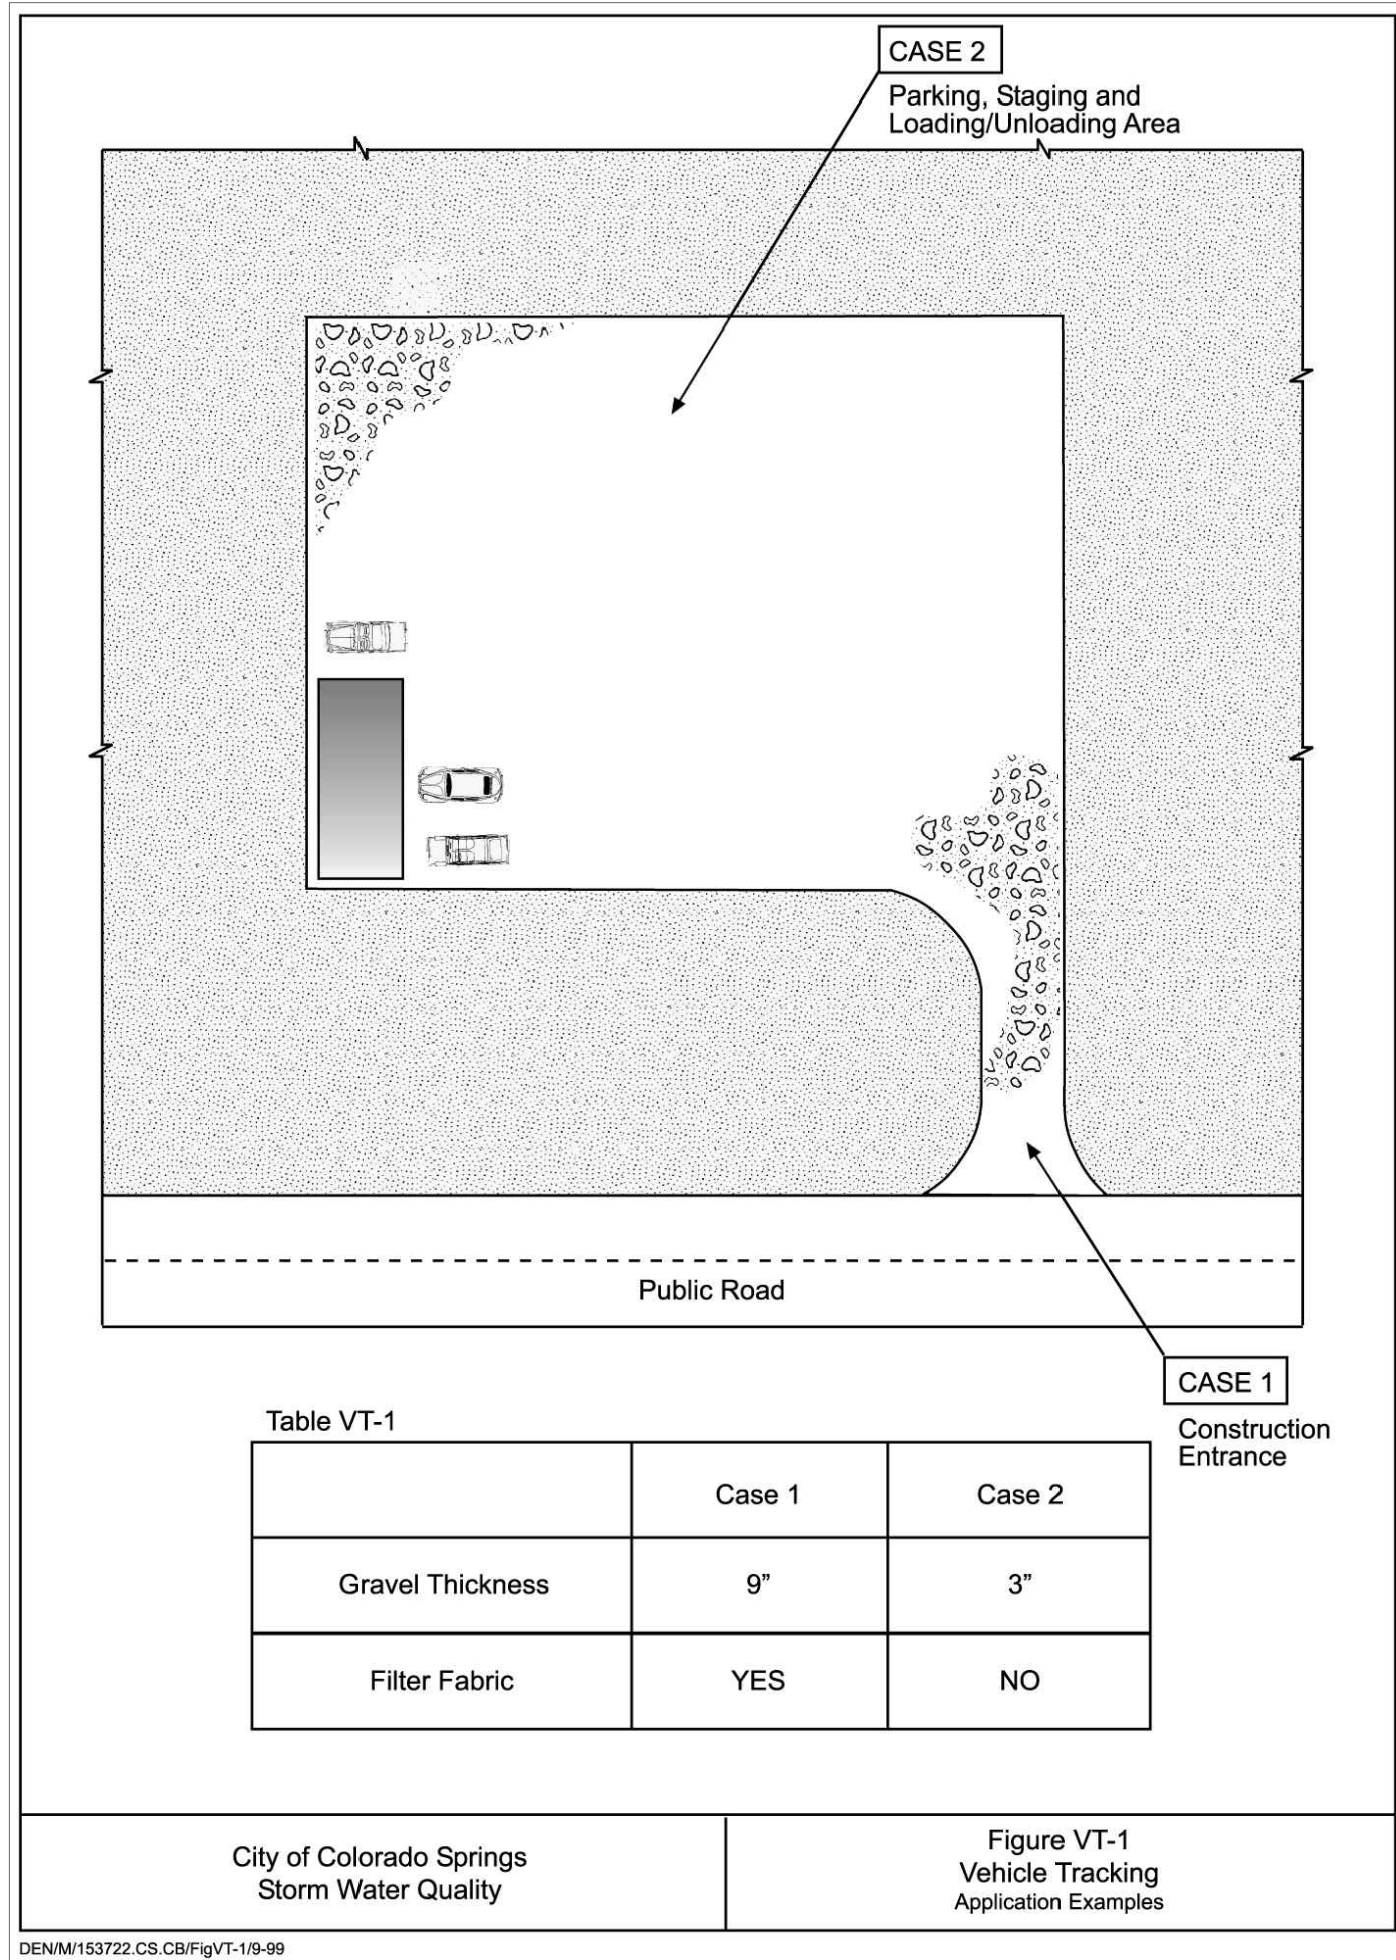 CASE 2
Parking, Staging and
Loading/Unloading Area
Public Road
CASE 1
Construction
Entrance
Table VT-1
Case 1 Case 2
Gravel Thickness 9” 3”
Filter Fabric YES NO
City of Colorado Springs
Storm Water Quality
Figure VT-1
Vehicle Tracking
Application Examples
DEN/M/153722.CS.CB/FigVT-1/9-99